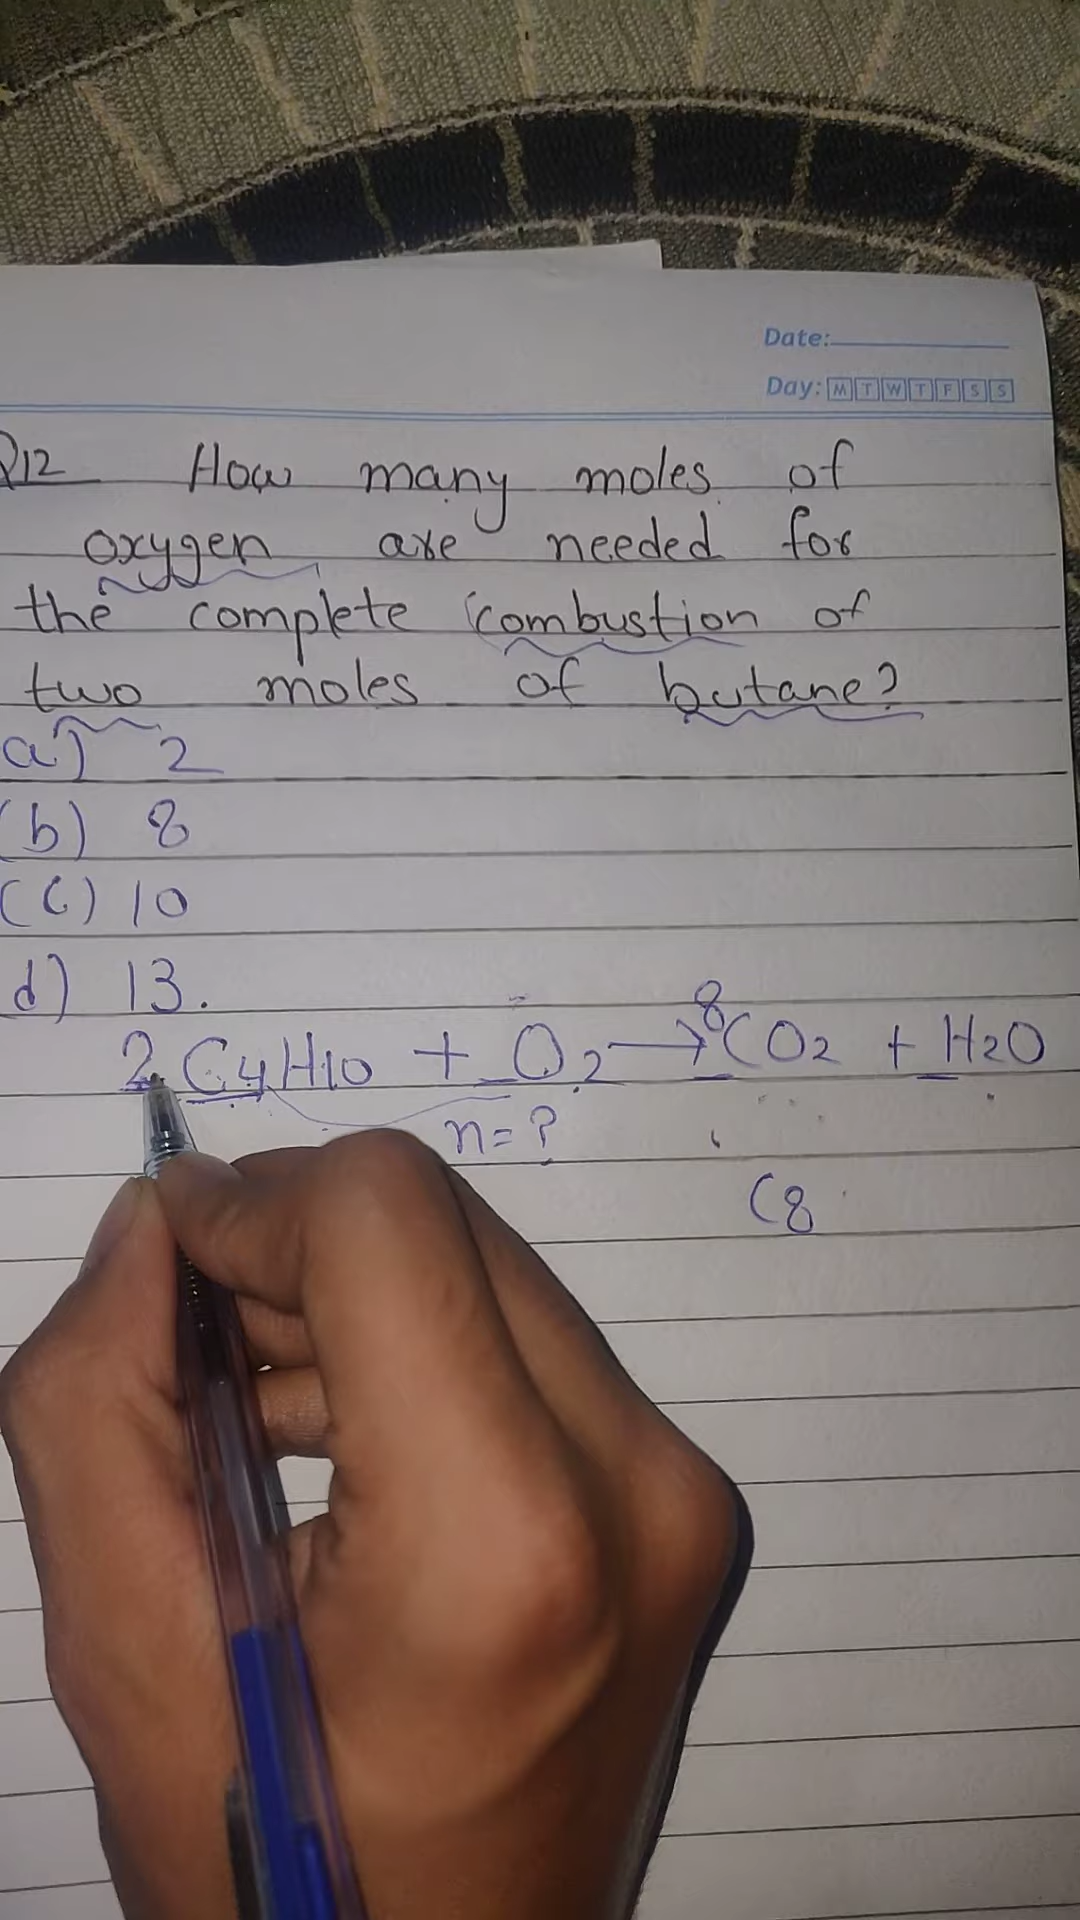 Date:
Day: M T W T F S S
Q12 How many moles of
oxygen are needed for
the complete combustion of
two moles of butane?
a) 2
(b) 8
(C) 10
d) 13.
2 C4H10 + _ O2 → 8CO2 + H2O
n = ?
C8